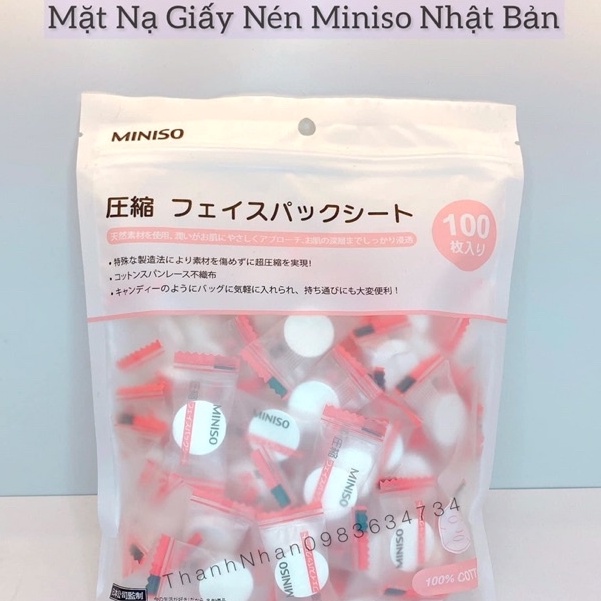 Mặt Nạ Giấy Nén Miniso Nhật Bản
MINISO
圧縮 フェイスパックシート
100
枚入り
天然素材を使用、潤いがお肌にやさしくアプローチ、お肌の深層までしっかり浸透
・特殊な製造法により素材を傷めずに超圧縮を実現!
・コットンスパンレース不織布
・キャンディーのようにバッグに気軽に入れられ、持ち運びにも大変便利!
MINISO
MINISO
MINISO
MINISO
MINISO
ThanhNhan0983634734
100% COTT